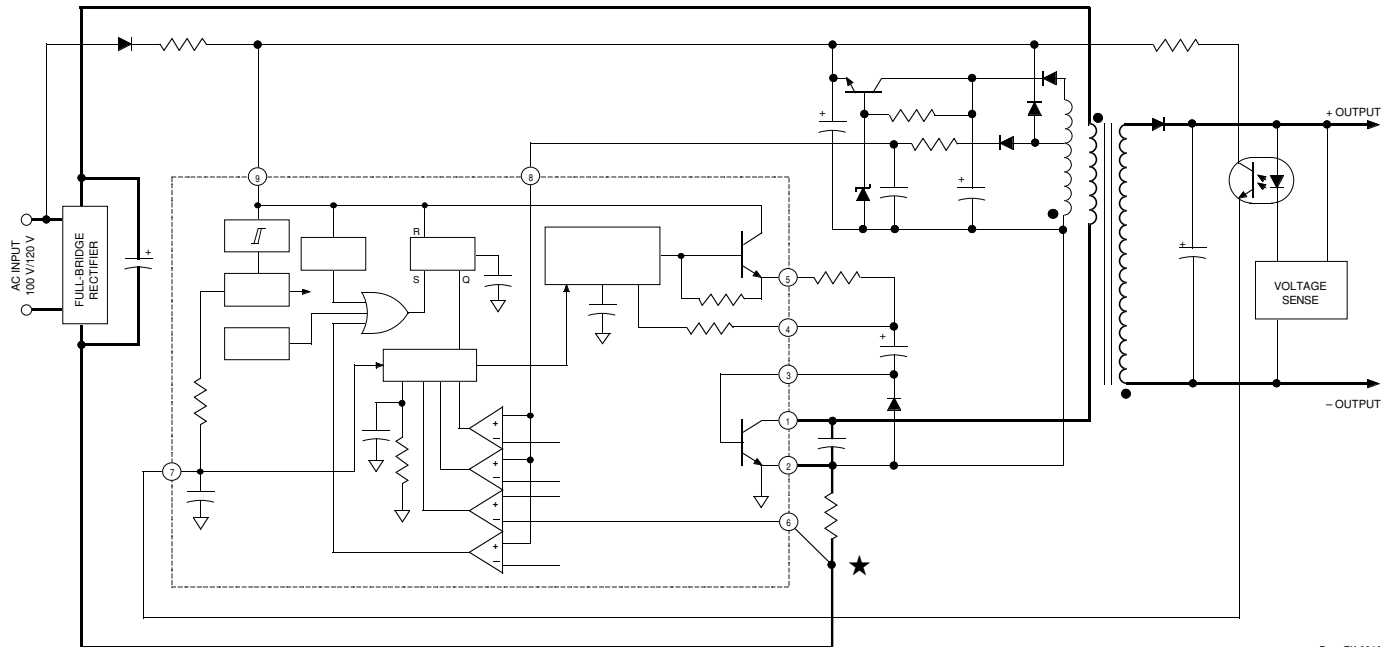 +
+ OUTPUT
+
+
9
8
AC INPUT
100 V/120 V
FULL-BRIDGE
RECTIFIER
+
R
S
Q
5
VOLTAGE
SENSE
+
4
+
3
– OUTPUT
1
+
–
2
+
–
7
+
–
6
+
–